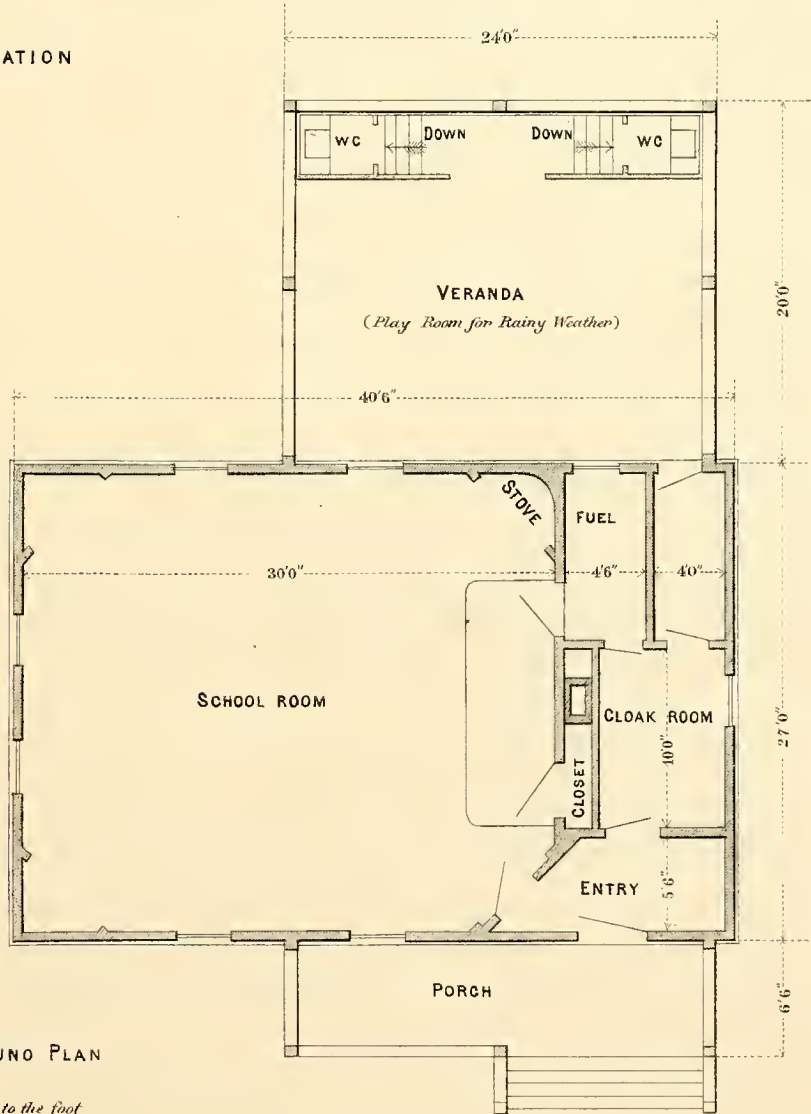 ATION
24'0"
WC
DOWN
DOWN
WC
VERANDA
(Play Room for Rainy Weather)
20'0"
40'6"
STOVE
FUEL
30'0"
4'6"
4'0"
SCHOOL ROOM
CLOAK ROOM
10'0"
27'0"
CLOSET
ENTRY
5'6"
PORCH
6'6"
UND PLAN
to the foot